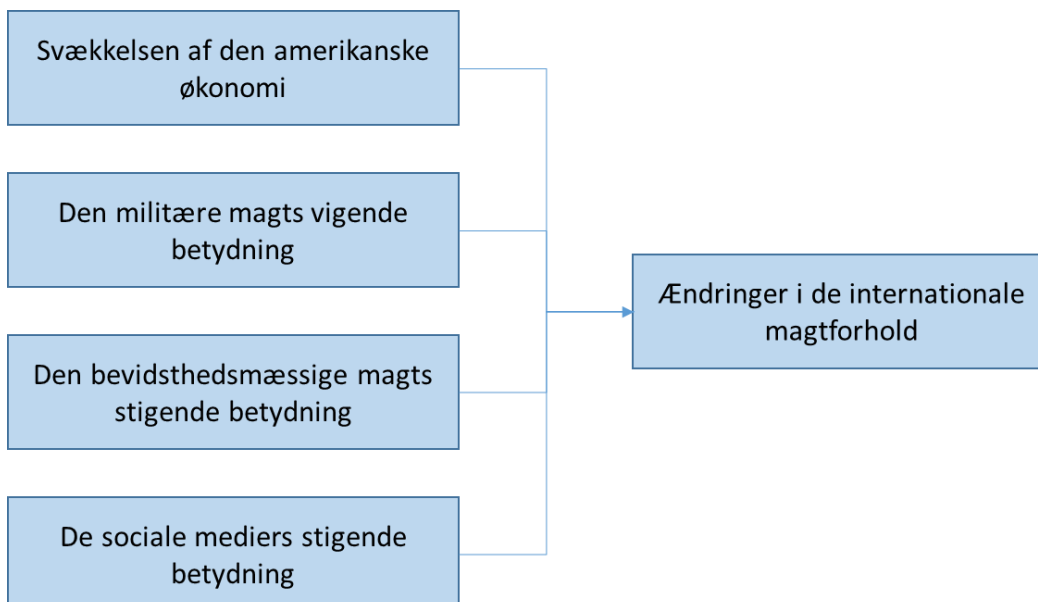 Svækkelsen af den amerikanske
økonomi
Den militære magts vigende
betydning
Den bevidsthedsmæssige magts
stigende betydning
De sociale mediers stigende
betydning
Ændringer i de internationale
magtforhold